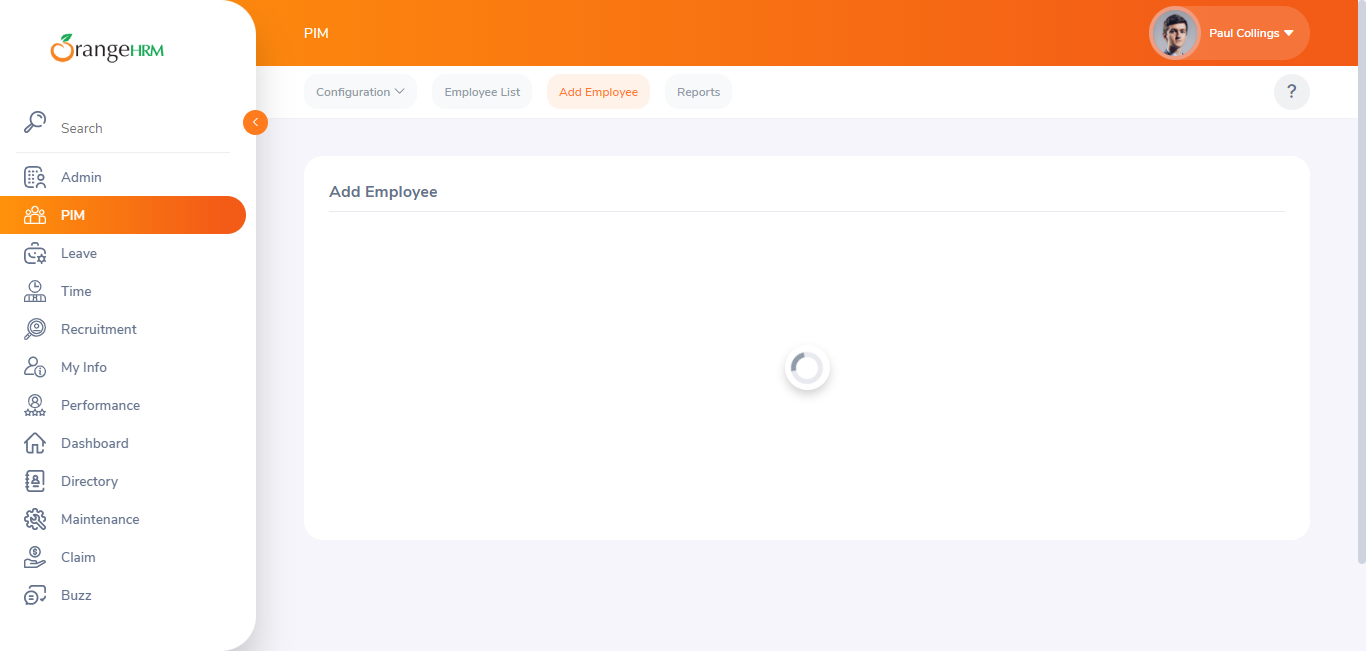 OrangeHRM
Search
Admin
PIM
Leave
Time
Recruitment
My Info
Performance
Dashboard
Directory
Maintenance
Claim
Buzz
PIM
Paul Collings
Configuration
Employee List
Add Employee
Reports
?
Add Employee